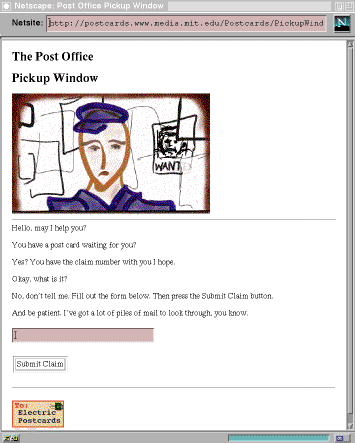 Netscape: Post Office Pickup Window
Netsite: http://postcards.www.media.mit.edu/Postcards/PickupWind
N
The Post Office
Pickup Window
WANTED
Hello, may I help you?
You have a post card waiting for you?
Yes? You have the claim number with you I hope.
Okay, what is it?
No, don't tell me. Fill out the form below. Then press the Submit Claim button.
And be patient. I've got a lot of piles of mail to look through, you know.
Submit Claim
To:
Electric
Postcards